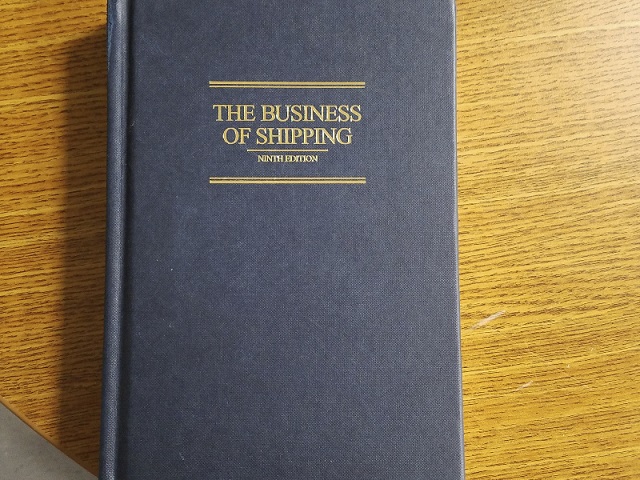 THE BUSINESS
OF SHIPPING
NINTH EDITION